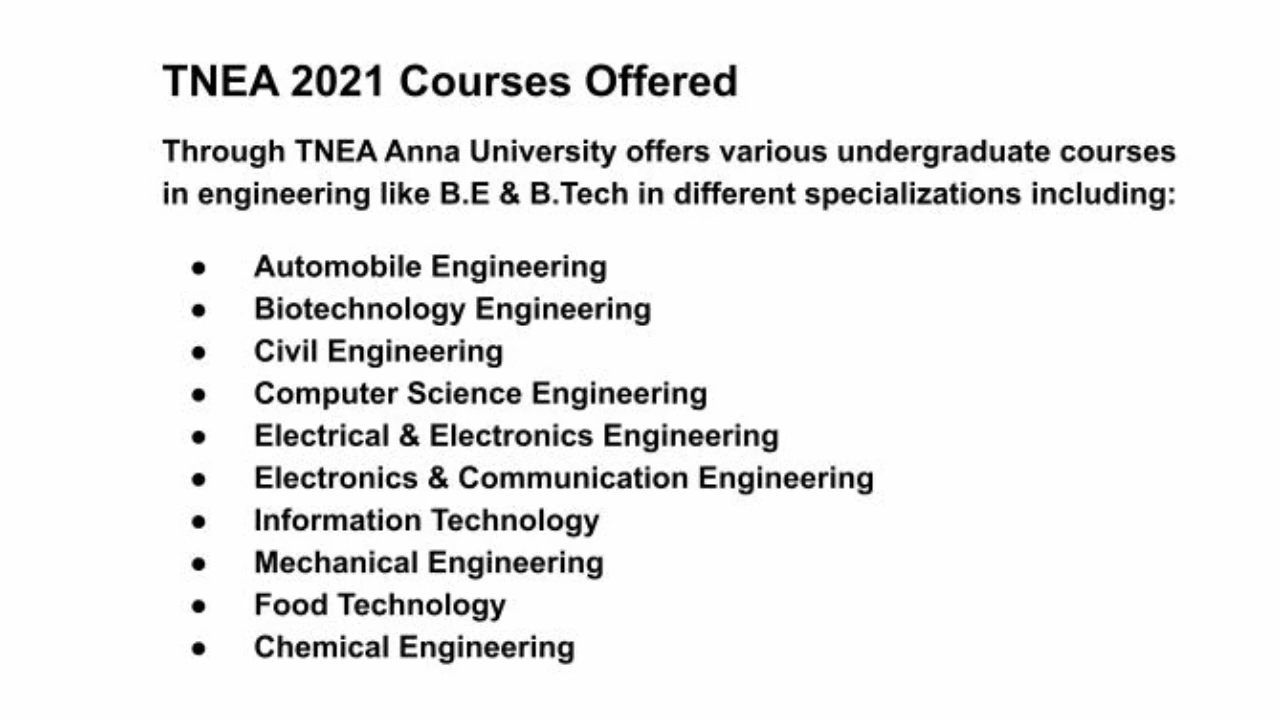 TNEA 2021 Courses Offered
Through TNEA Anna University offers various undergraduate courses
in engineering like B.E & B.Tech in different specializations including:
● Automobile Engineering
● Biotechnology Engineering
● Civil Engineering
● Computer Science Engineering
● Electrical & Electronics Engineering
● Electronics & Communication Engineering
● Information Technology
● Mechanical Engineering
● Food Technology
● Chemical Engineering